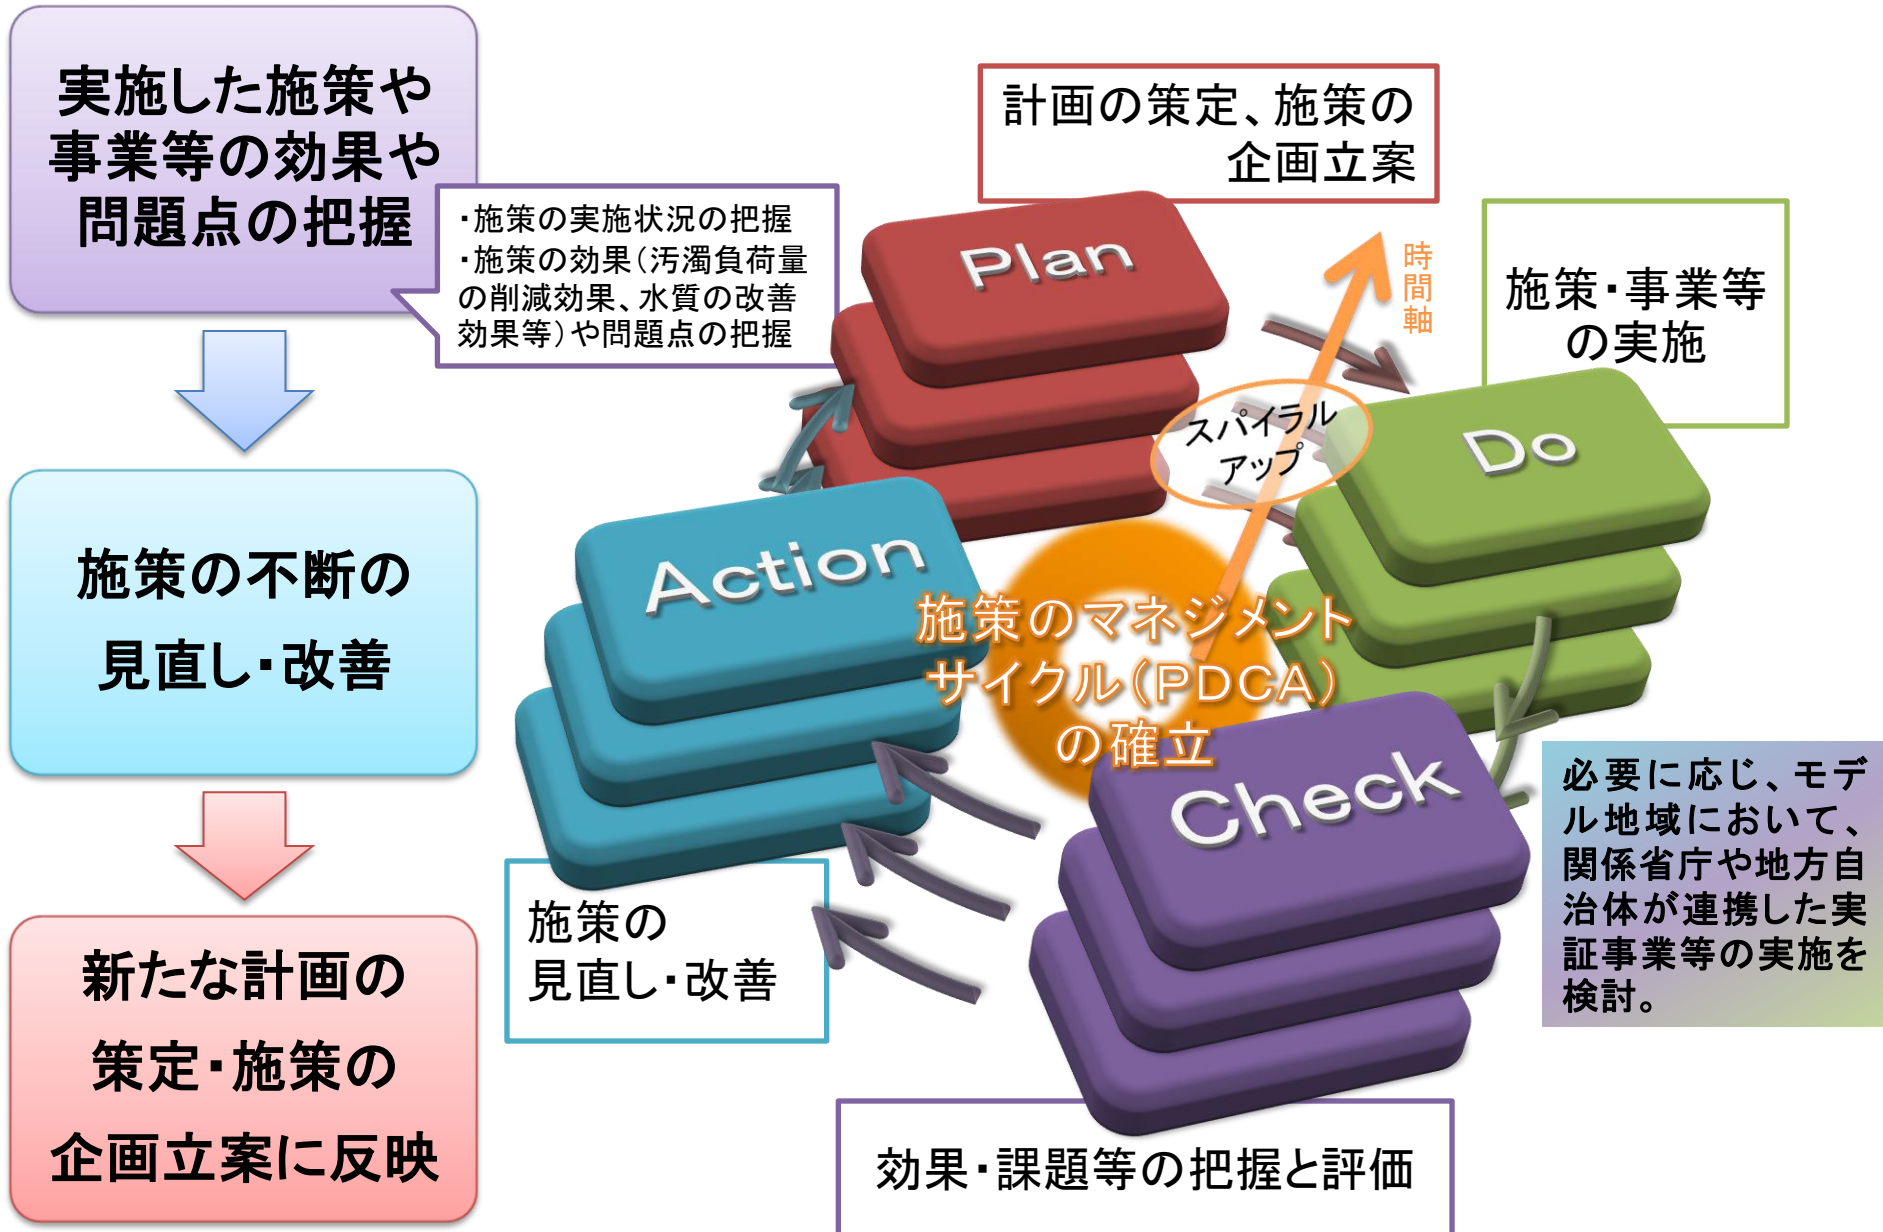 実施した施策や
事業等の効果や
問題点の把握
・施策の実施状況の把握
・施策の効果（汚濁負荷量
の削減効果、水質の改善
効果等）や問題点の把握
施策の不断の
見直し・改善
新たな計画の
策定・施策の
企画立案に反映
計画の策定、施策の
企画立案
Plan
時間軸
スパイラル
アップ
施策・事業等
の実施
Do
Action
施策のマネジメント
サイクル（ＰＤＣＡ）
の確立
Check
必要に応じ、モデ
ル地域において、
関係省庁や地方自
治体が連携した実
証事業等の実施を
検討。
施策の
見直し・改善
効果・課題等の把握と評価